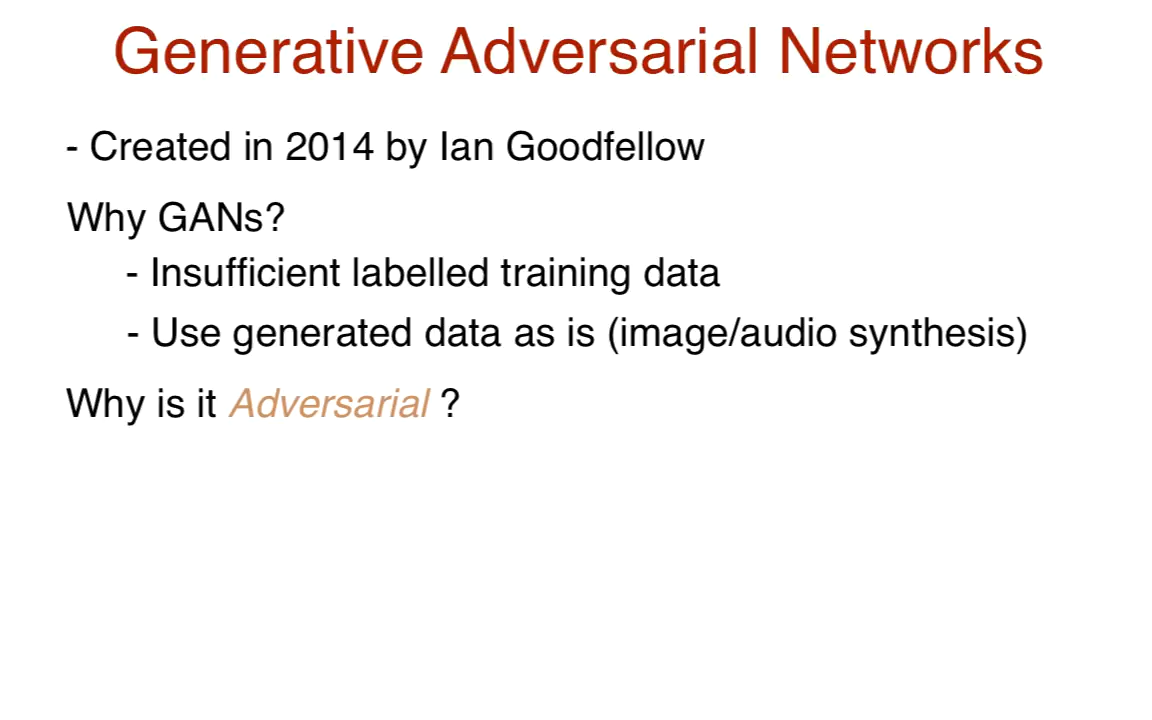 Generative Adversarial Networks
- Created in 2014 by Ian Goodfellow
Why GANs?
- Insufficient labelled training data
- Use generated data as is (image/audio synthesis)
Why is it Adversarial ?